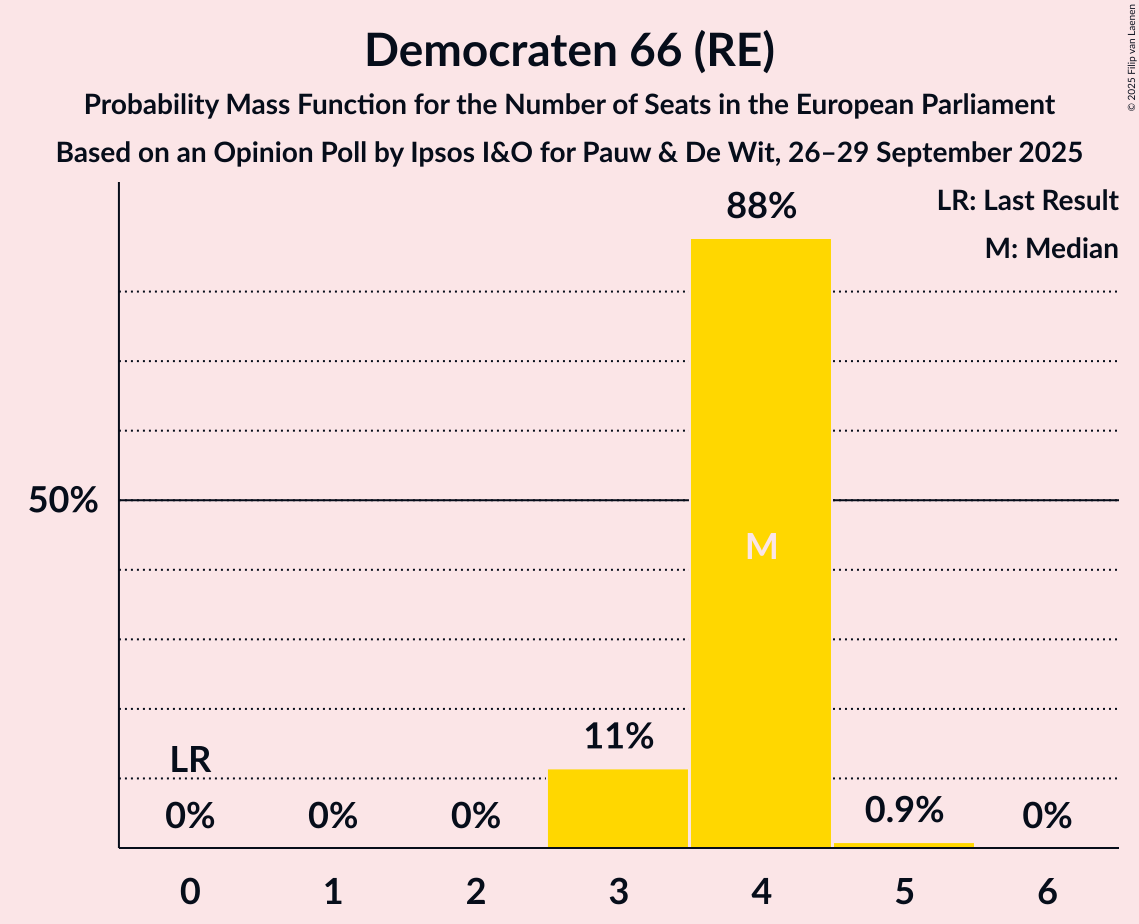 Democraten 66 (RE)
Probability Mass Function for the Number of Seats in the European Parliament
Based on an Opinion Poll by Ipsos I&O for Pauw & De Wit, 26–29 September 2025
© 2025 Filip van Laenen
LR: Last Result
M: Median
88%
50%
M
11%
LR
0%
0%
0%
0.9%
0%
0
1
2
3
4
5
6